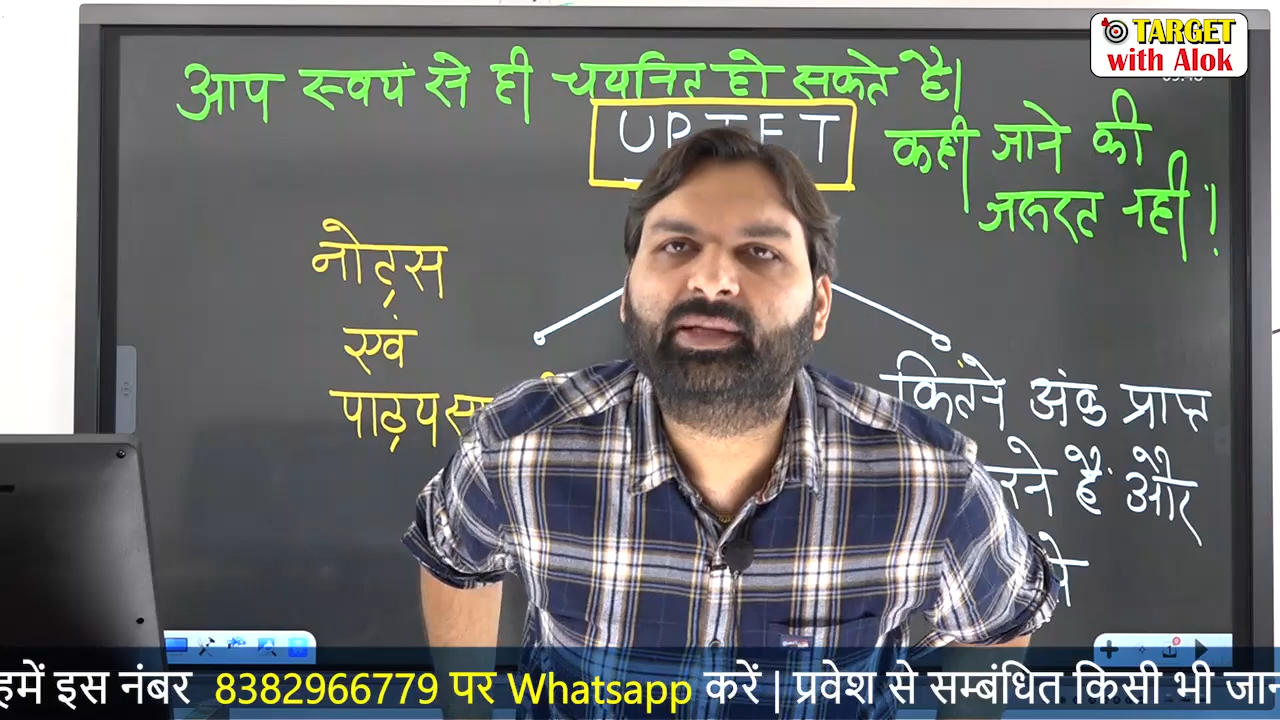 TARGET
with Alok
आप स्वयं से ही चयनित हो सकते है।
UPTET
कही जाने की
जरुरत नही!
नोट्स
एवं
पाठ्य
कितने अंक प्राप्त
हैं और
हमें इस नंबर 8382966779 पर Whatsapp करें | प्रवेश से सम्बंधित किसी भी